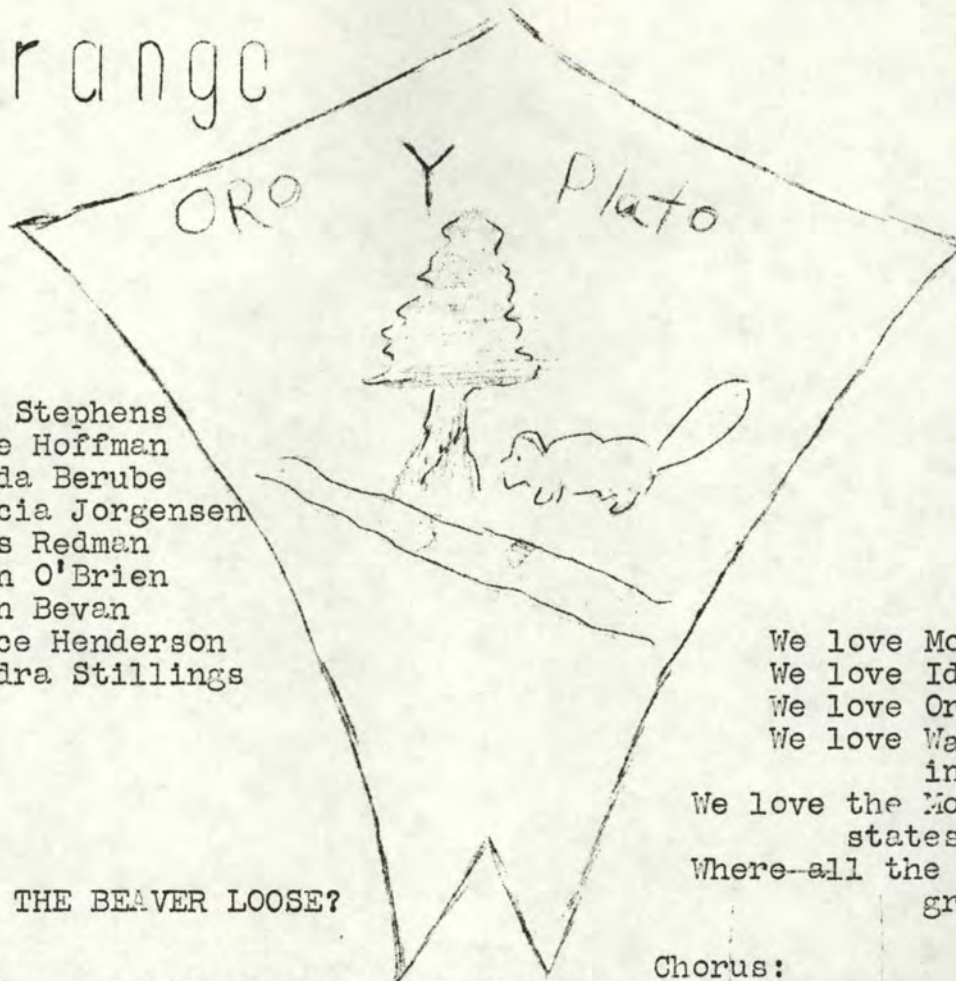 range
ORO Y Plato
Stephens
e Hoffman
da Berube
cia Jorgensen
s Redman
n O'Brien
n Bevan
ce Henderson
dra Stillings
We love Mo
We love Id
We love Or
We love Wa
in
We love the Mo
states
Where all the
gr
THE BEAVER LOOSE?
Chorus: